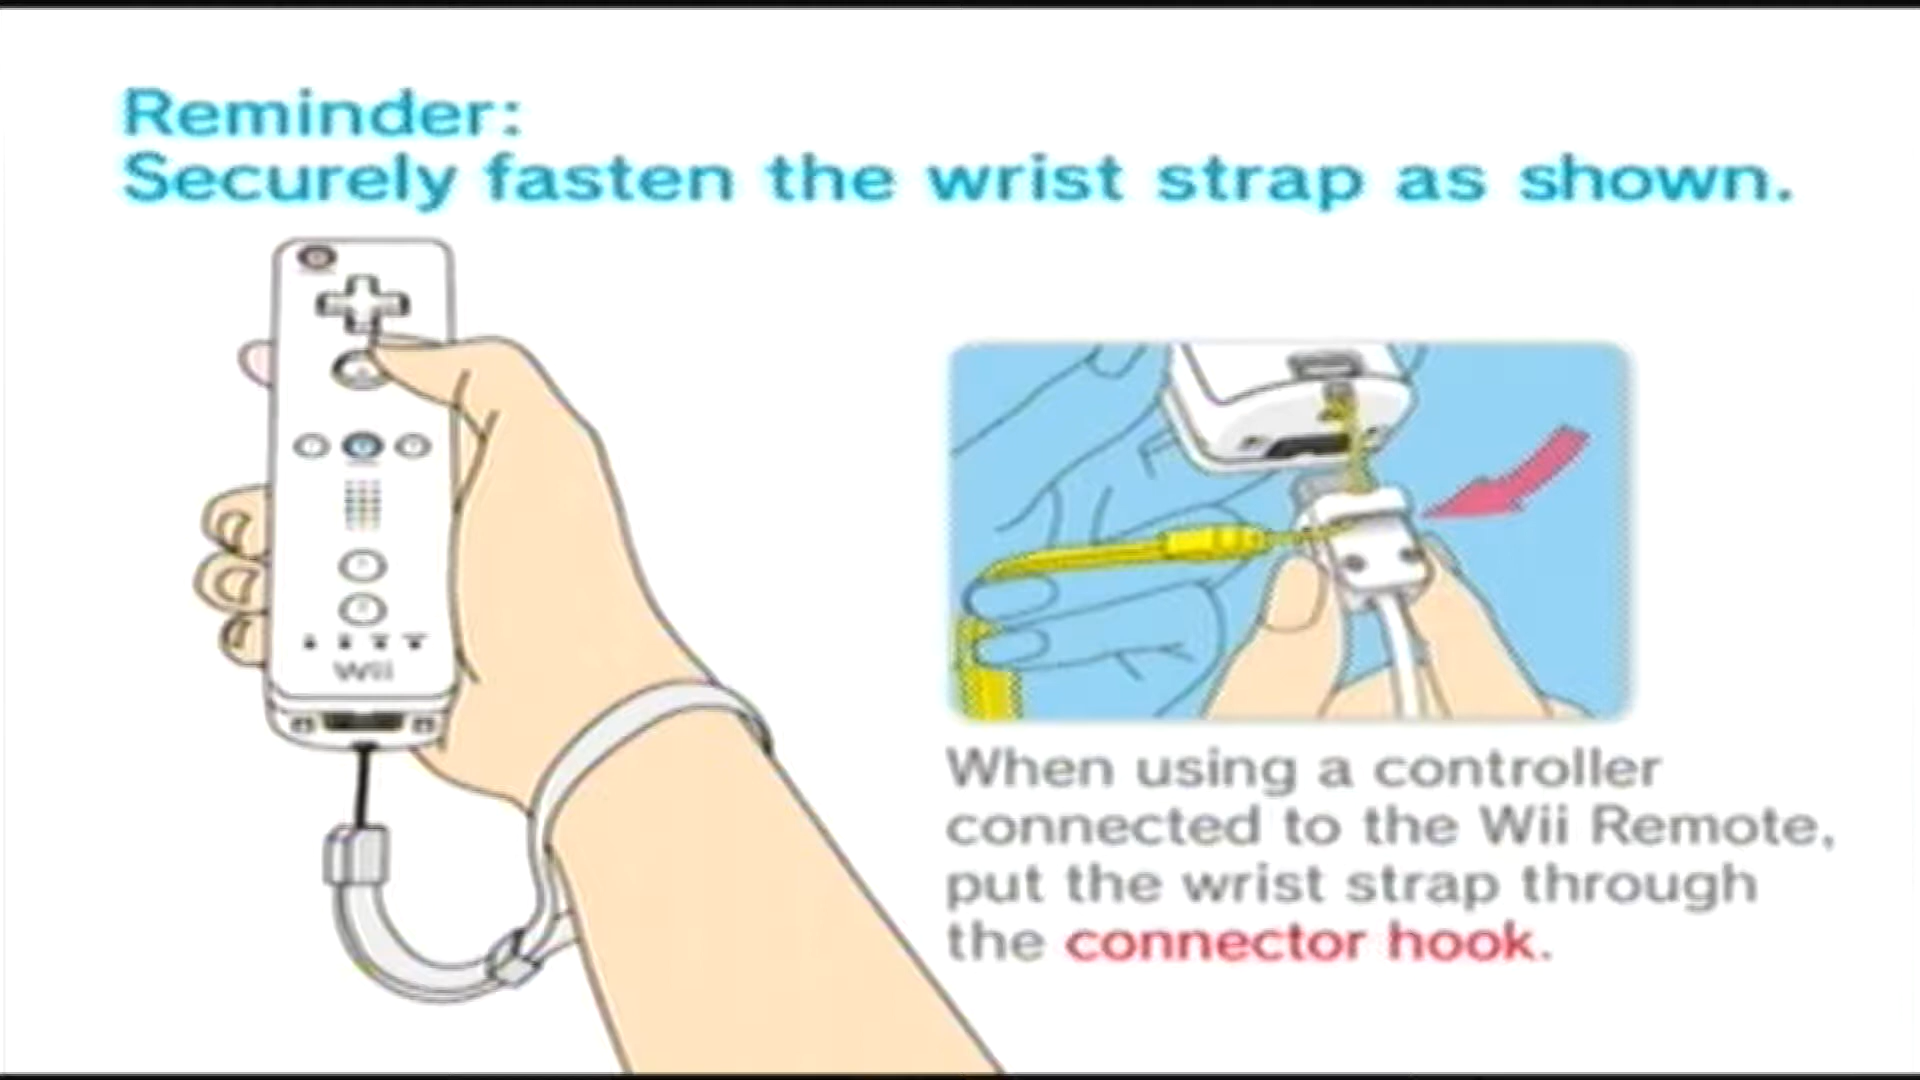 Reminder:
Securely fasten the wrist strap as shown.
Wii
When using a controller
connected to the Wii Remote,
put the wrist strap through
the connector hook.